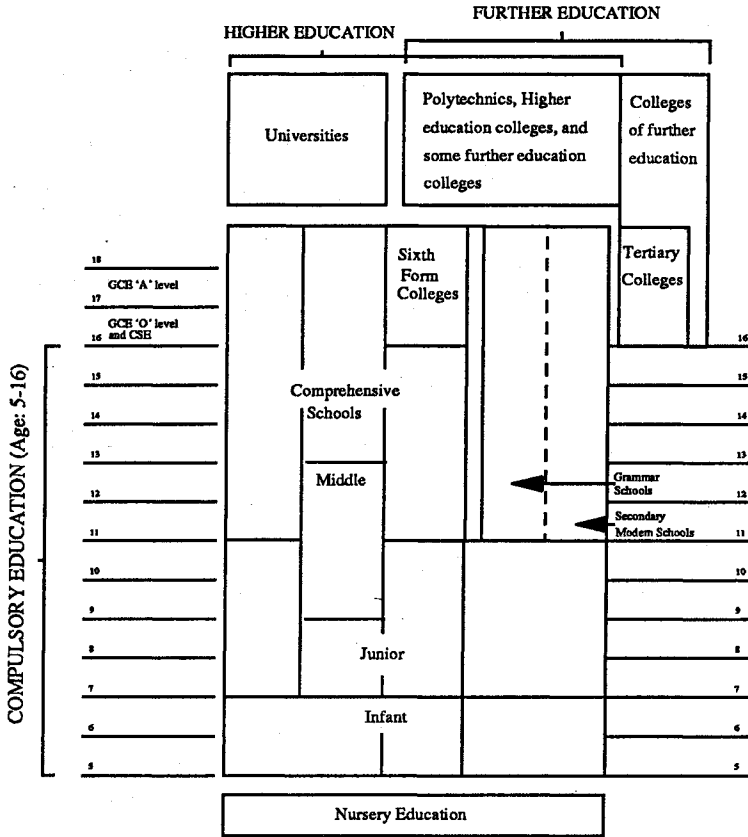 FURTHER EDUCATION
HIGHER EDUCATION
Universities
Polytechnics, Higher
education colleges, and
some further education
colleges
Colleges
of further
education
Sixth
Form
Colleges
Tertiary
Colleges
18
GCE 'A' level
17
GCE 'O' level
and CSE
16
15
14
13
12
11
10
9
8
7
6
5
COMPULSORY EDUCATION (Age: 5-16)
Comprehensive
Schools
Middle
Junior
Infant
Grammar
Schools
Secondary
Modern Schools
16
15
14
13
12
11
10
9
8
7
6
5
Nursery Education